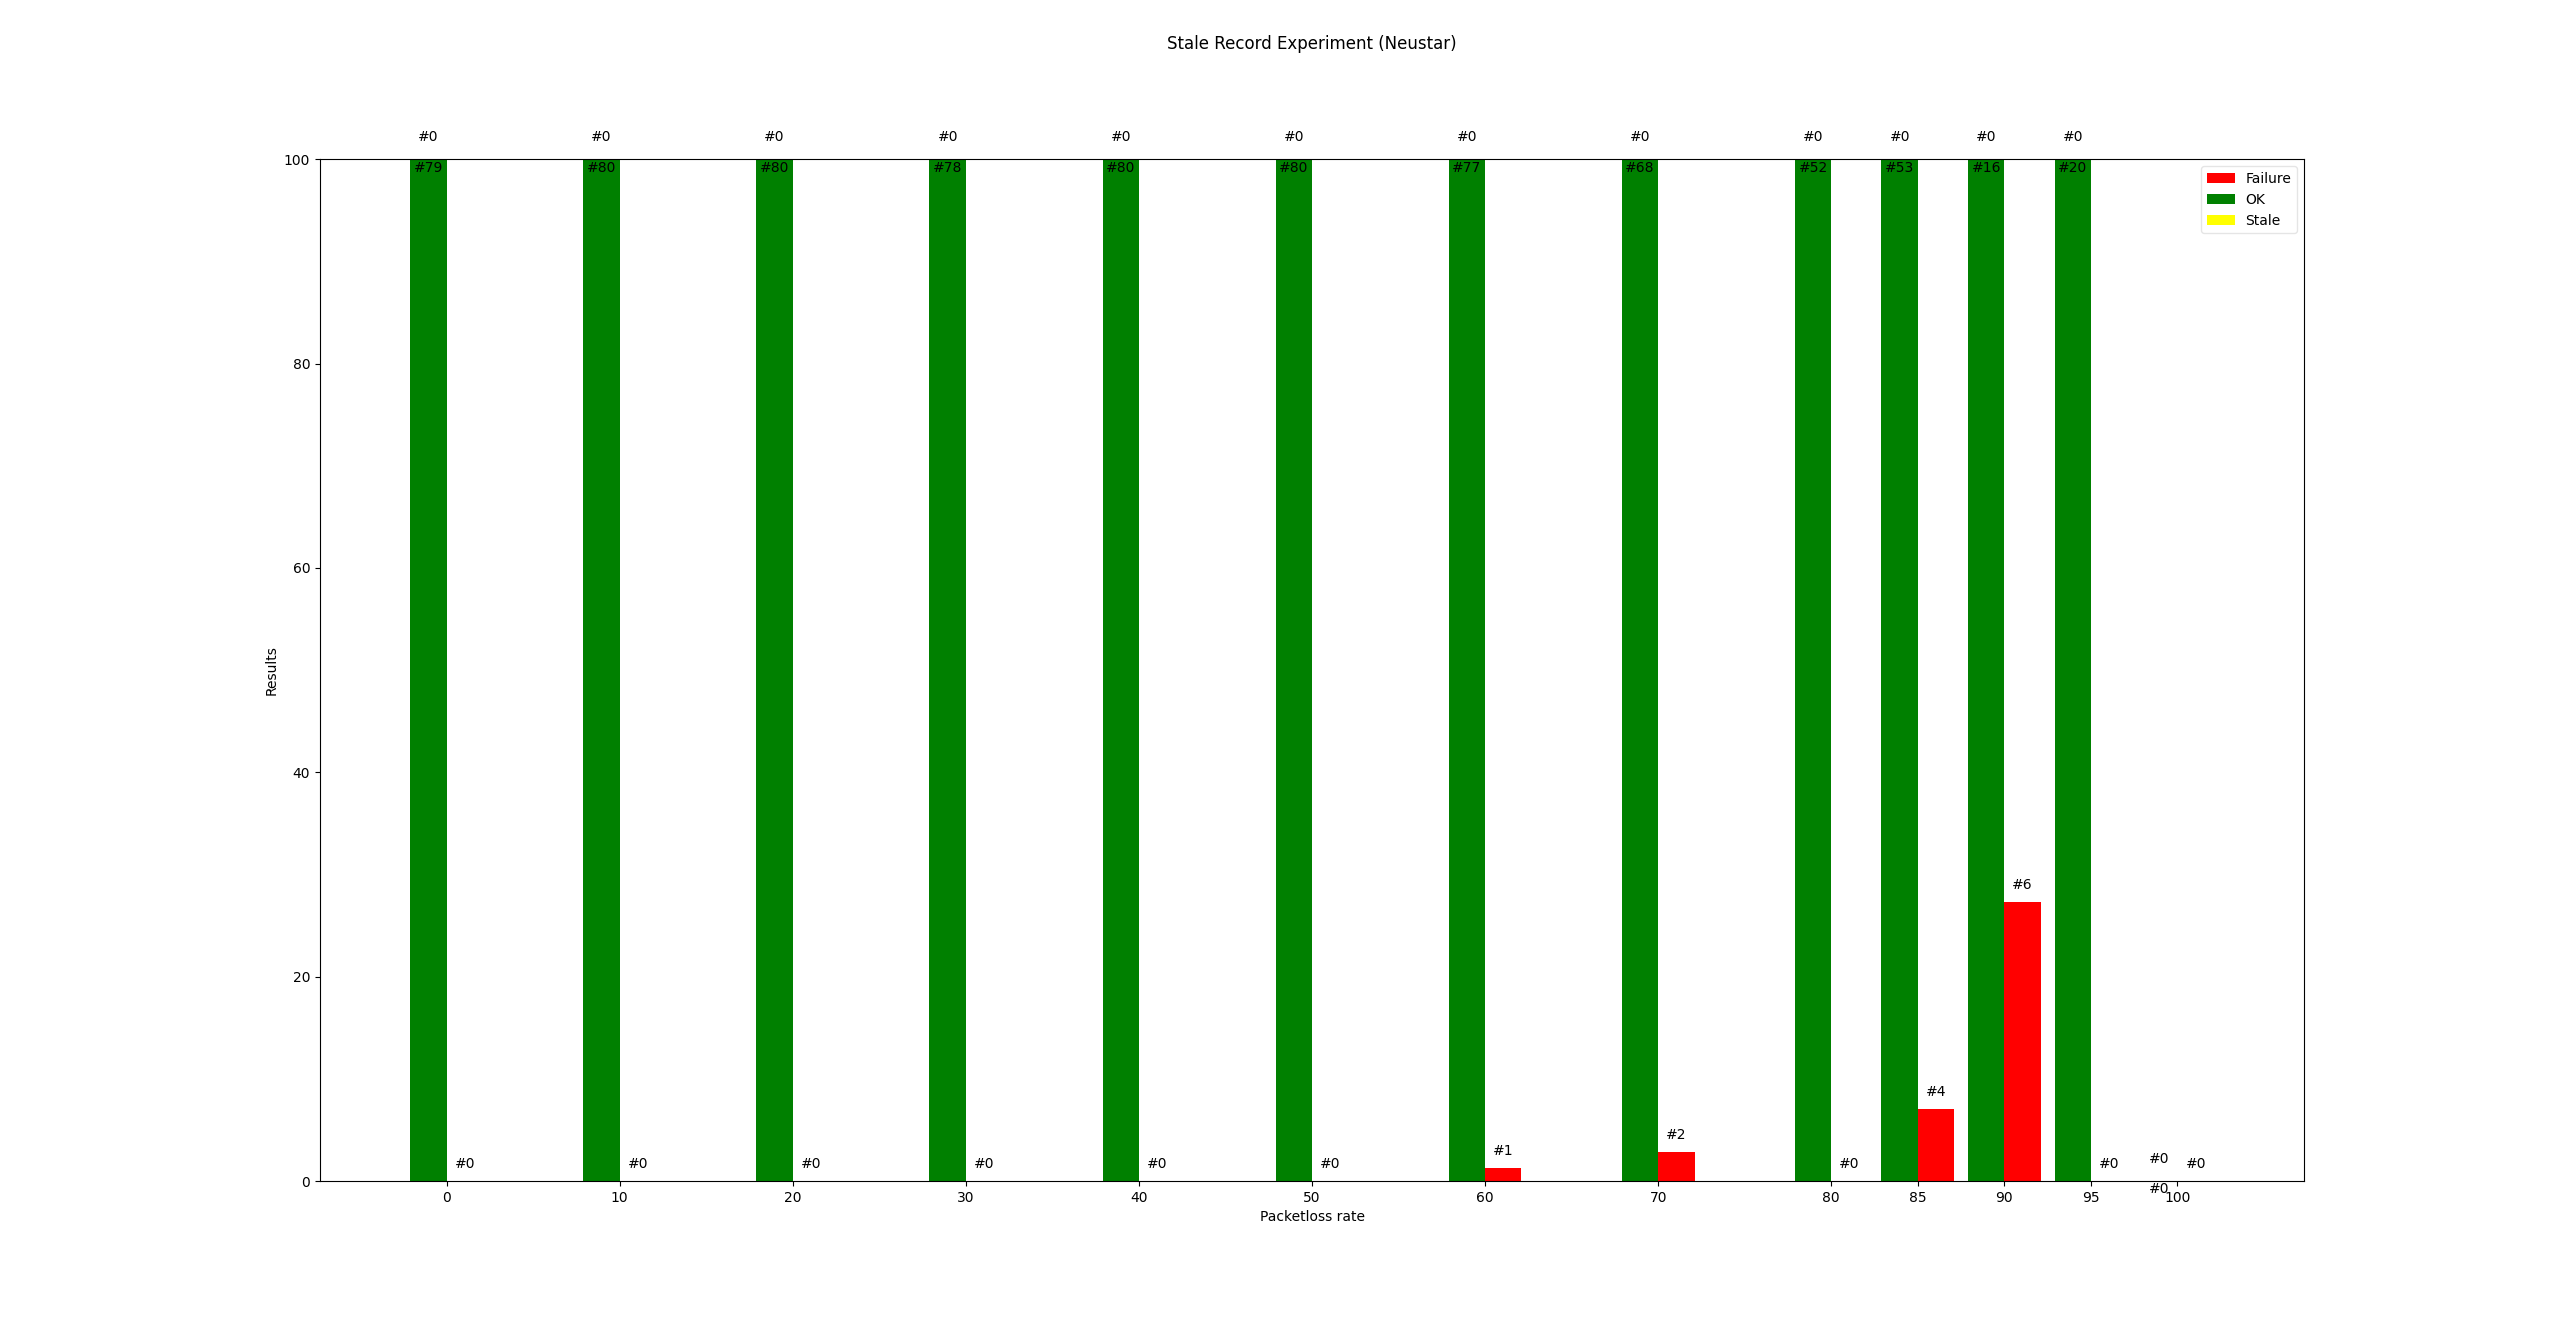 Stale Record Experiment (Neustar)
#0 #0 #0 #0 #0 #0 #0 #0 #0 #0 #0 #0
100 #79 #80 #80 #78 #80 #80 #77 #68 #52 #53 #16 #20
Failure
OK
Stale
80
60
Results
40
#6
20
#4
#2
#1
#0 #0 #0 #0 #0 #0 #0 #0 #0 #0
0
#0
0 10 20 30 40 50 60 70 80 85 90 95 100
Packetloss rate